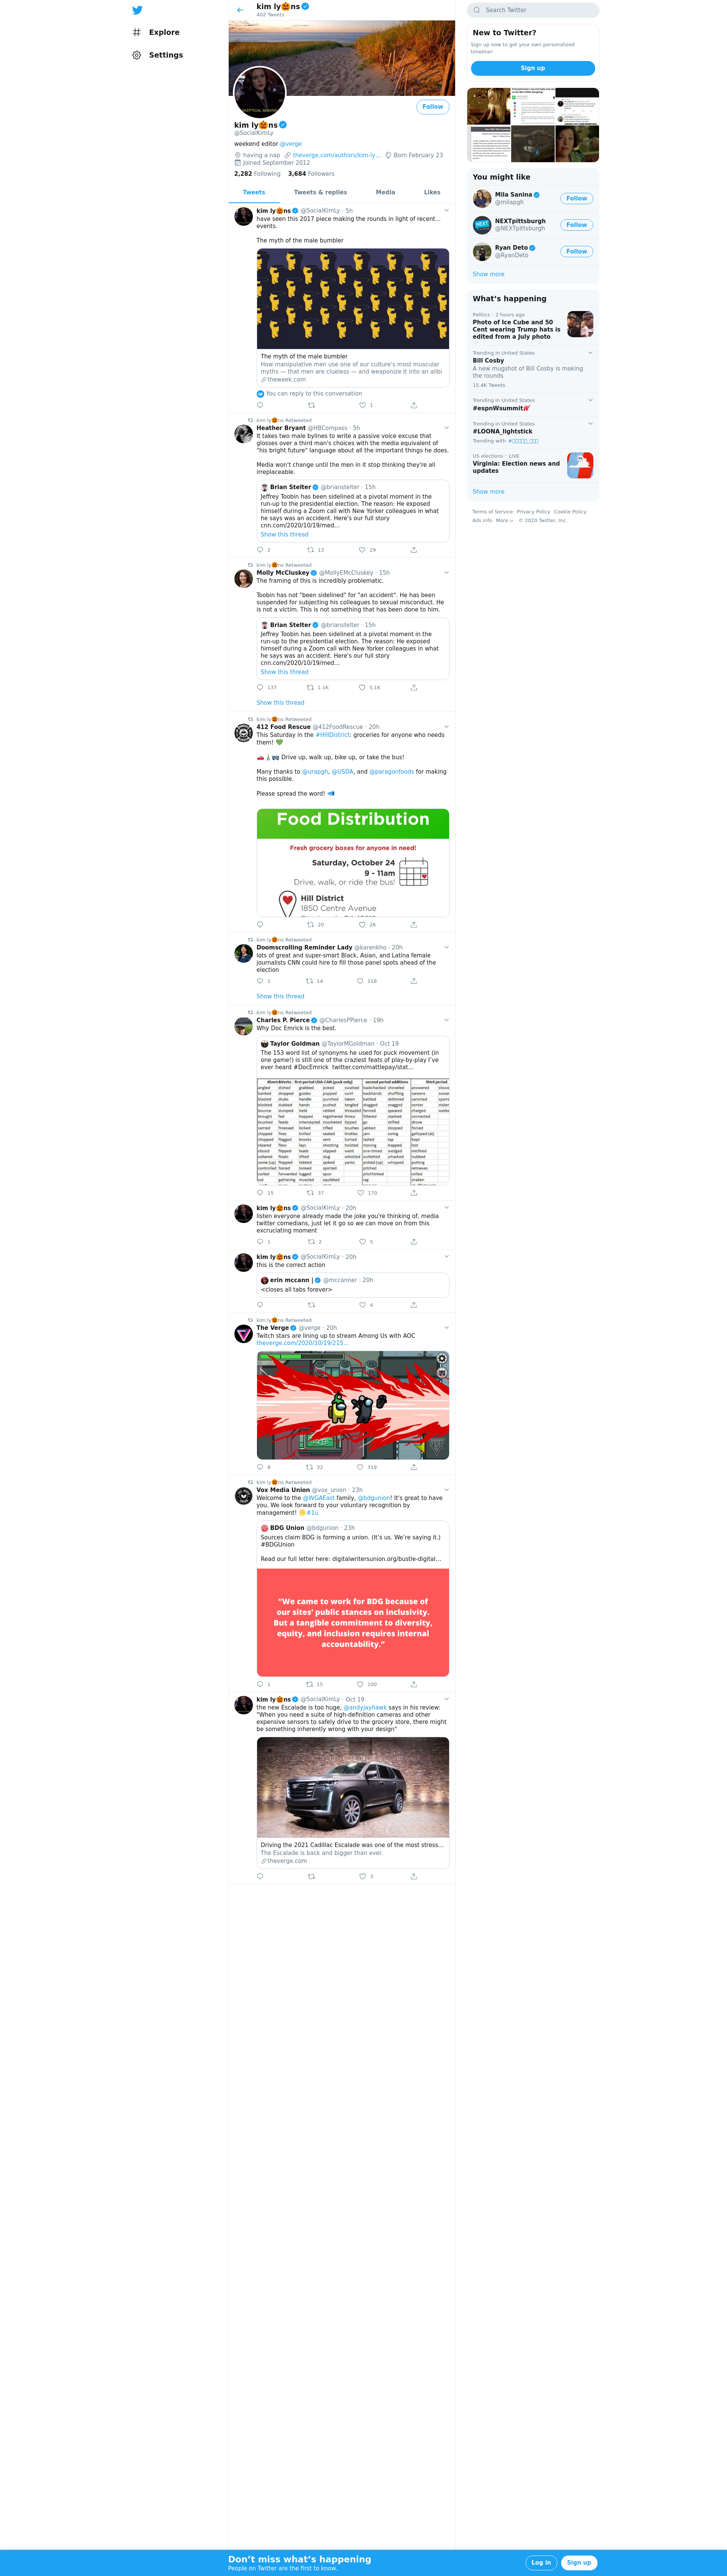 Explore
Settings
kim ly🎃ns
462 Tweets
SKEPTICAL SEANCE
Follow
kim ly🎃ns
@SocialKimLy
weekend editor @verge
having a nap theverge.com/authors/kim-ly… Born February 23
Joined September 2012
2,282 Following 3,684 Followers
Tweets Tweets & replies Media Likes
kim ly🎃ns @SocialKimLy · 5h
have seen this 2017 piece making the rounds in light of recent… events.
The myth of the male bumbler
The myth of the male bumbler
How manipulative men use one of our culture's most muscular
myths — that men are clueless — and weaponize it into an alibi
theweek.com
You can reply to this conversation
1
kim ly🎃ns Retweeted
Heather Bryant @HBCompass · 5h
It takes two male bylines to write a passive voice excuse that
glosses over a third man's choices with the media equivalent of
"his bright future" language about all the important things he does.
Media won't change until the men in it stop thinking they're all
irreplaceable.
Brian Stelter @brianstelter · 15h
Jeffrey Toobin has been sidelined at a pivotal moment in the
run-up to the presidential election. The reason: He exposed
himself during a Zoom call with New Yorker colleagues in what
he says was an accident. Here's our full story
cnn.com/2020/10/19/med…
Show this thread
2 13 29
kim ly🎃ns Retweeted
Molly McCluskey @MollyEMcCluskey · 15h
The framing of this is incredibly problematic.
Toobin has not "been sidelined" for "an accident". He has been
suspended for subjecting his colleagues to sexual misconduct. He
is not a victim. This is not something that has been done to him.
Brian Stelter @brianstelter · 15h
Jeffrey Toobin has been sidelined at a pivotal moment in the
run-up to the presidential election. The reason: He exposed
himself during a Zoom call with New Yorker colleagues in what
he says was an accident. Here's our full story
cnn.com/2020/10/19/med…
Show this thread
137 1.1K 5.1K
Show this thread
kim ly🎃ns Retweeted
412 Food Rescue @412FoodRescue · 20h
This Saturday in the #HillDistrict: groceries for anyone who needs
them! 💚
Drive up, walk up, bike up, or take the bus!
Many thanks to @urapgh, @USDA, and @paragonfoods for making
this possible.
Please spread the word!
Food Distribution
Fresh grocery boxes for anyone in need!
Saturday, October 24
9 - 11am
Drive, walk, or ride the bus!
Hill District
1850 Centre Avenue
20 26
kim ly🎃ns Retweeted
Doomscrolling Reminder Lady @karenkho · 20h
lots of great and super-smart Black, Asian, and Latina female
journalists CNN could hire to fill those panel spots ahead of the
election
1 14 118
Show this thread
kim ly🎃ns Retweeted
Charles P. Pierce @CharlesPPierce · 19h
Why Doc Emrick is the best.
Taylor Goldman @TaylorMGoldman · Oct 19
The 153 word list of synonyms he used for puck movement (in
one game!) is still one of the craziest feats of play-by-play I've
ever heard #DocEmrick twitter.com/mattlepay/stat…
15 37 170
kim ly🎃ns @SocialKimLy · 20h
listen everyone already made the joke you're thinking of, media
twitter comedians, just let it go so we can move on from this
excruciating moment
1 2 5
kim ly🎃ns @SocialKimLy · 20h
this is the correct action
erin mccann | @mccanner · 20h
<closes all tabs forever>
4
kim ly🎃ns Retweeted
The Verge @verge · 20h
Twitch stars are lining up to stream Among Us with AOC
theverge.com/2020/10/19/215…
8 32 319
kim ly🎃ns Retweeted
Vox Media Union @vox_union · 23h
Welcome to the @WGAEast family, @bdgunion! It's great to have
you. We look forward to your voluntary recognition by
management! #1u
BDG Union @bdgunion · 23h
Sources claim BDG is forming a union. (It's us. We're saying it.)
#BDGUnion
Read our full letter here: digitalwritersunion.org/bustle-digital…
"We came to work for BDG because of
our sites' public stances on inclusivity.
But a tangible commitment to diversity,
equity, and inclusion requires internal
accountability."
1 15 100
kim ly🎃ns @SocialKimLy · Oct 19
the new Escalade is too huge, @andyjayhawk says in his review:
"When you need a suite of high-definition cameras and other
expensive sensors to safely drive to the grocery store, there might
be something inherently wrong with your design"
Driving the 2021 Cadillac Escalade was one of the most stress…
The Escalade is back and bigger than ever.
theverge.com
3
Search Twitter
New to Twitter?
Sign up now to get your own personalized
timeline!
Sign up
You might like
Mila Sanina
@milapgh
Follow
NEXTpittsburgh
@NEXTpittsburgh
Follow
Ryan Deto
@RyanDeto
Follow
Show more
What's happening
Politics · 2 hours ago
Photo of Ice Cube and 50
Cent wearing Trump hats is
edited from a July photo
Trending in United States
Bill Cosby
A new mugshot of Bill Cosby is making
the rounds
15.4K Tweets
Trending in United States
#espnWsummit
Trending in United States
#LOONA_lightstick
Trending with
US elections · LIVE
Virginia: Election news and
updates
Show more
Terms of Service Privacy Policy Cookie Policy
Ads info More © 2020 Twitter, Inc.
Don't miss what's happening
People on Twitter are the first to know.
Log in
Sign up